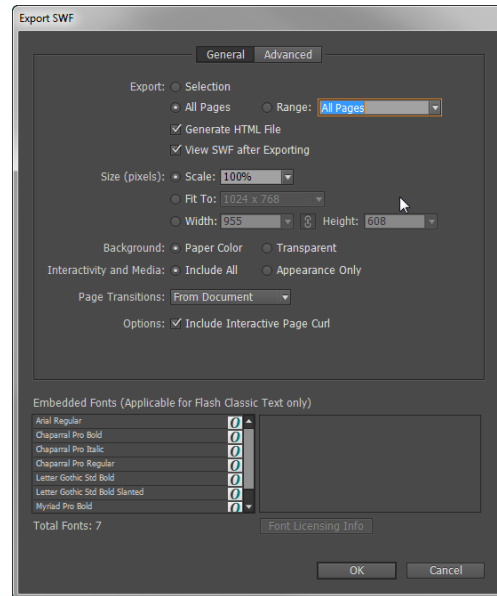 Export SWF
General Advanced
Export: Selection
All Pages Range: All Pages
Generate HTML File
View SWF after Exporting
Size (pixels): Scale: 100%
Fit To: 1024 x 768
Width: 955 Height: 608
Background: Paper Color Transparent
Interactivity and Media: Include All Appearance Only
Page Transitions: From Document
Options: Include Interactive Page Curl
Embedded Fonts (Applicable for Flash Classic Text only)
Arial Regular
Chaparral Pro Bold
Chaparral Pro Italic
Chaparral Pro Regular
Letter Gothic Std Bold
Letter Gothic Std Bold Slanted
Myriad Pro Bold
Total Fonts: 7 Font Licensing Info
OK Cancel